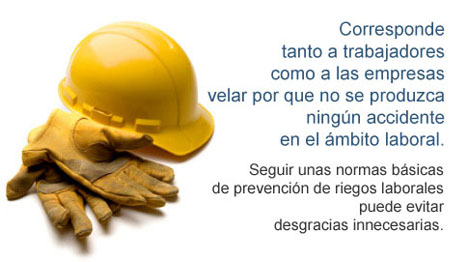 Corresponde
tanto a trabajadores
como a las empresas
velar por que no se produzca
ningún accidente
en el ámbito laboral.
Seguir unas normas básicas
de prevención de riegos laborales
puede evitar
desgracias innecesarias.